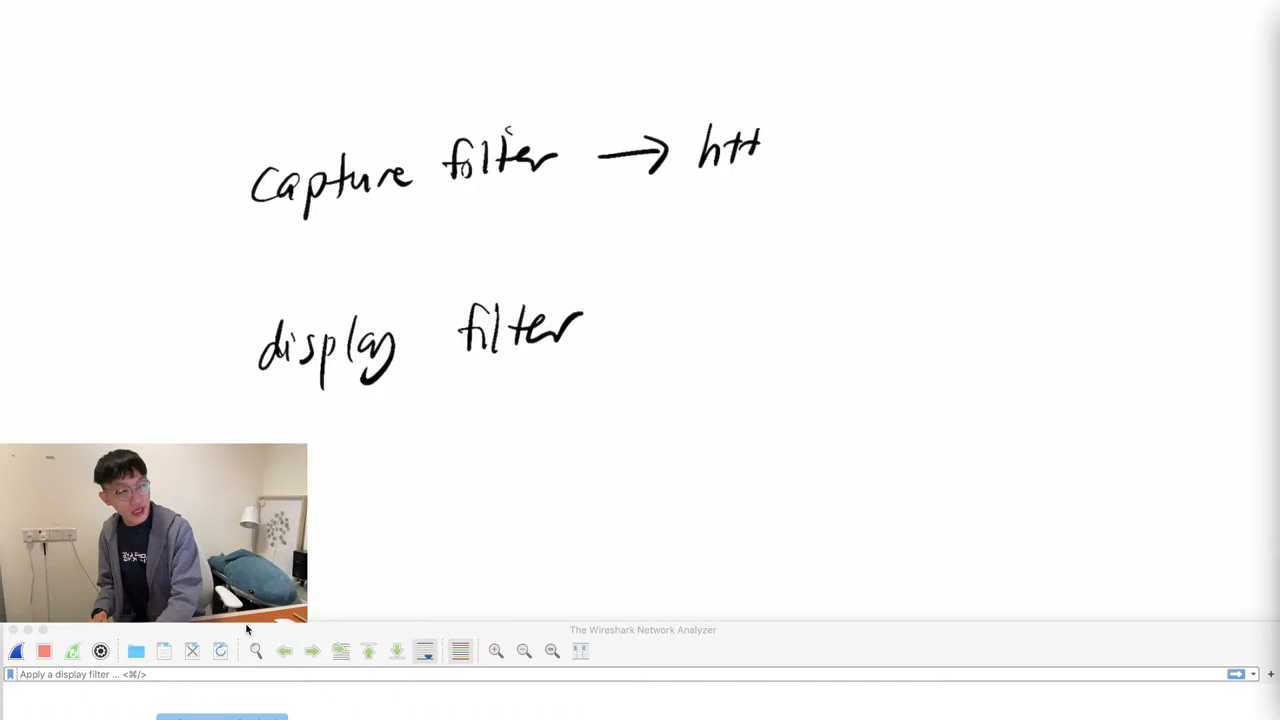 capture filter → htt
display filter
The Wireshark Network Analyzer
Apply a display filter ... <⌘/>